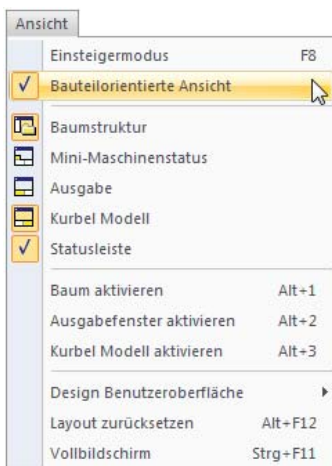 Ansicht
Einsteigermodus F8
Bauteilorientierte Ansicht
Baumstruktur
Mini-Maschinenstatus
Ausgabe
Kurbel Modell
Statusleiste
Baum aktivieren Alt+1
Ausgabefenster aktivieren Alt+2
Kurbel Modell aktivieren Alt+3
Design Benutzeroberfläche
Layout zurücksetzen Alt+F12
Vollbildschirm Strg+F11